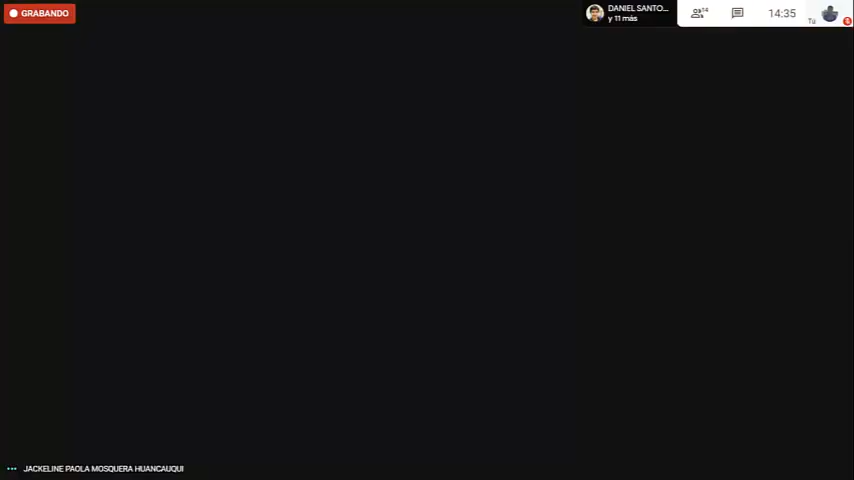 GRABANDO
DANIEL SANTO...
y 11 más
14
14:35
Tú
JACKELINE PAOLA MOSQUERA HUANCAUQUI